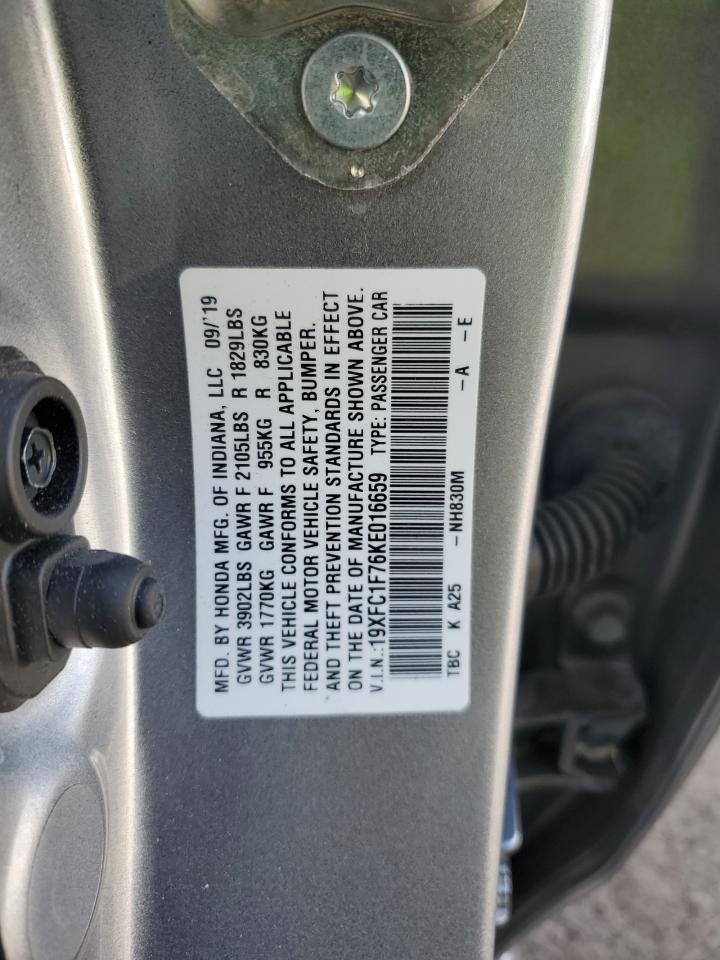 MFD. BY HONDA MFG. OF INDIANA, LLC 09/'19
GVWR 3902LBS GAWR F 2105LBS R 1829LBS
GVWR 1770KG GAWR F 955KG R 830KG
THIS VEHICLE CONFORMS TO ALL APPLICABLE
FEDERAL MOTOR VEHICLE SAFETY, BUMPER,
AND THEFT PREVENTION STANDARDS IN EFFECT
ON THE DATE OF MANUFACTURE SHOWN ABOVE.
V.I.N.:19XFC1F76KE016659 TYPE: PASSENGER CAR
TBC K A25 -NH830M -A -E